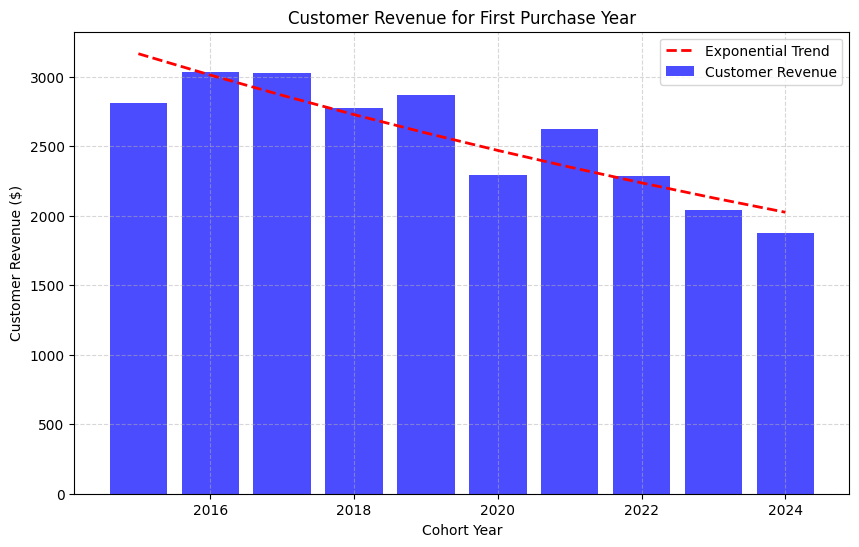 Customer Revenue for First Purchase Year
Exponential Trend
Customer Revenue
Customer Revenue ($)
3000
2500
2000
1500
1000
500
0
2016
2018
2020
2022
2024
Cohort Year